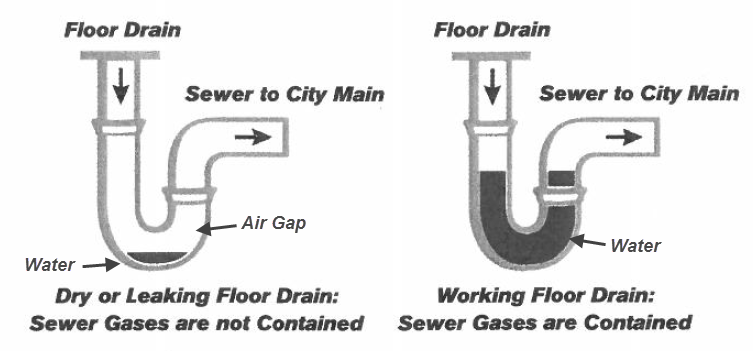 Floor Drain
Sewer to City Main
Air Gap
Water
Dry or Leaking Floor Drain:
Sewer Gases are not Contained
Floor Drain
Sewer to City Main
Water
Working Floor Drain:
Sewer Gases are Contained